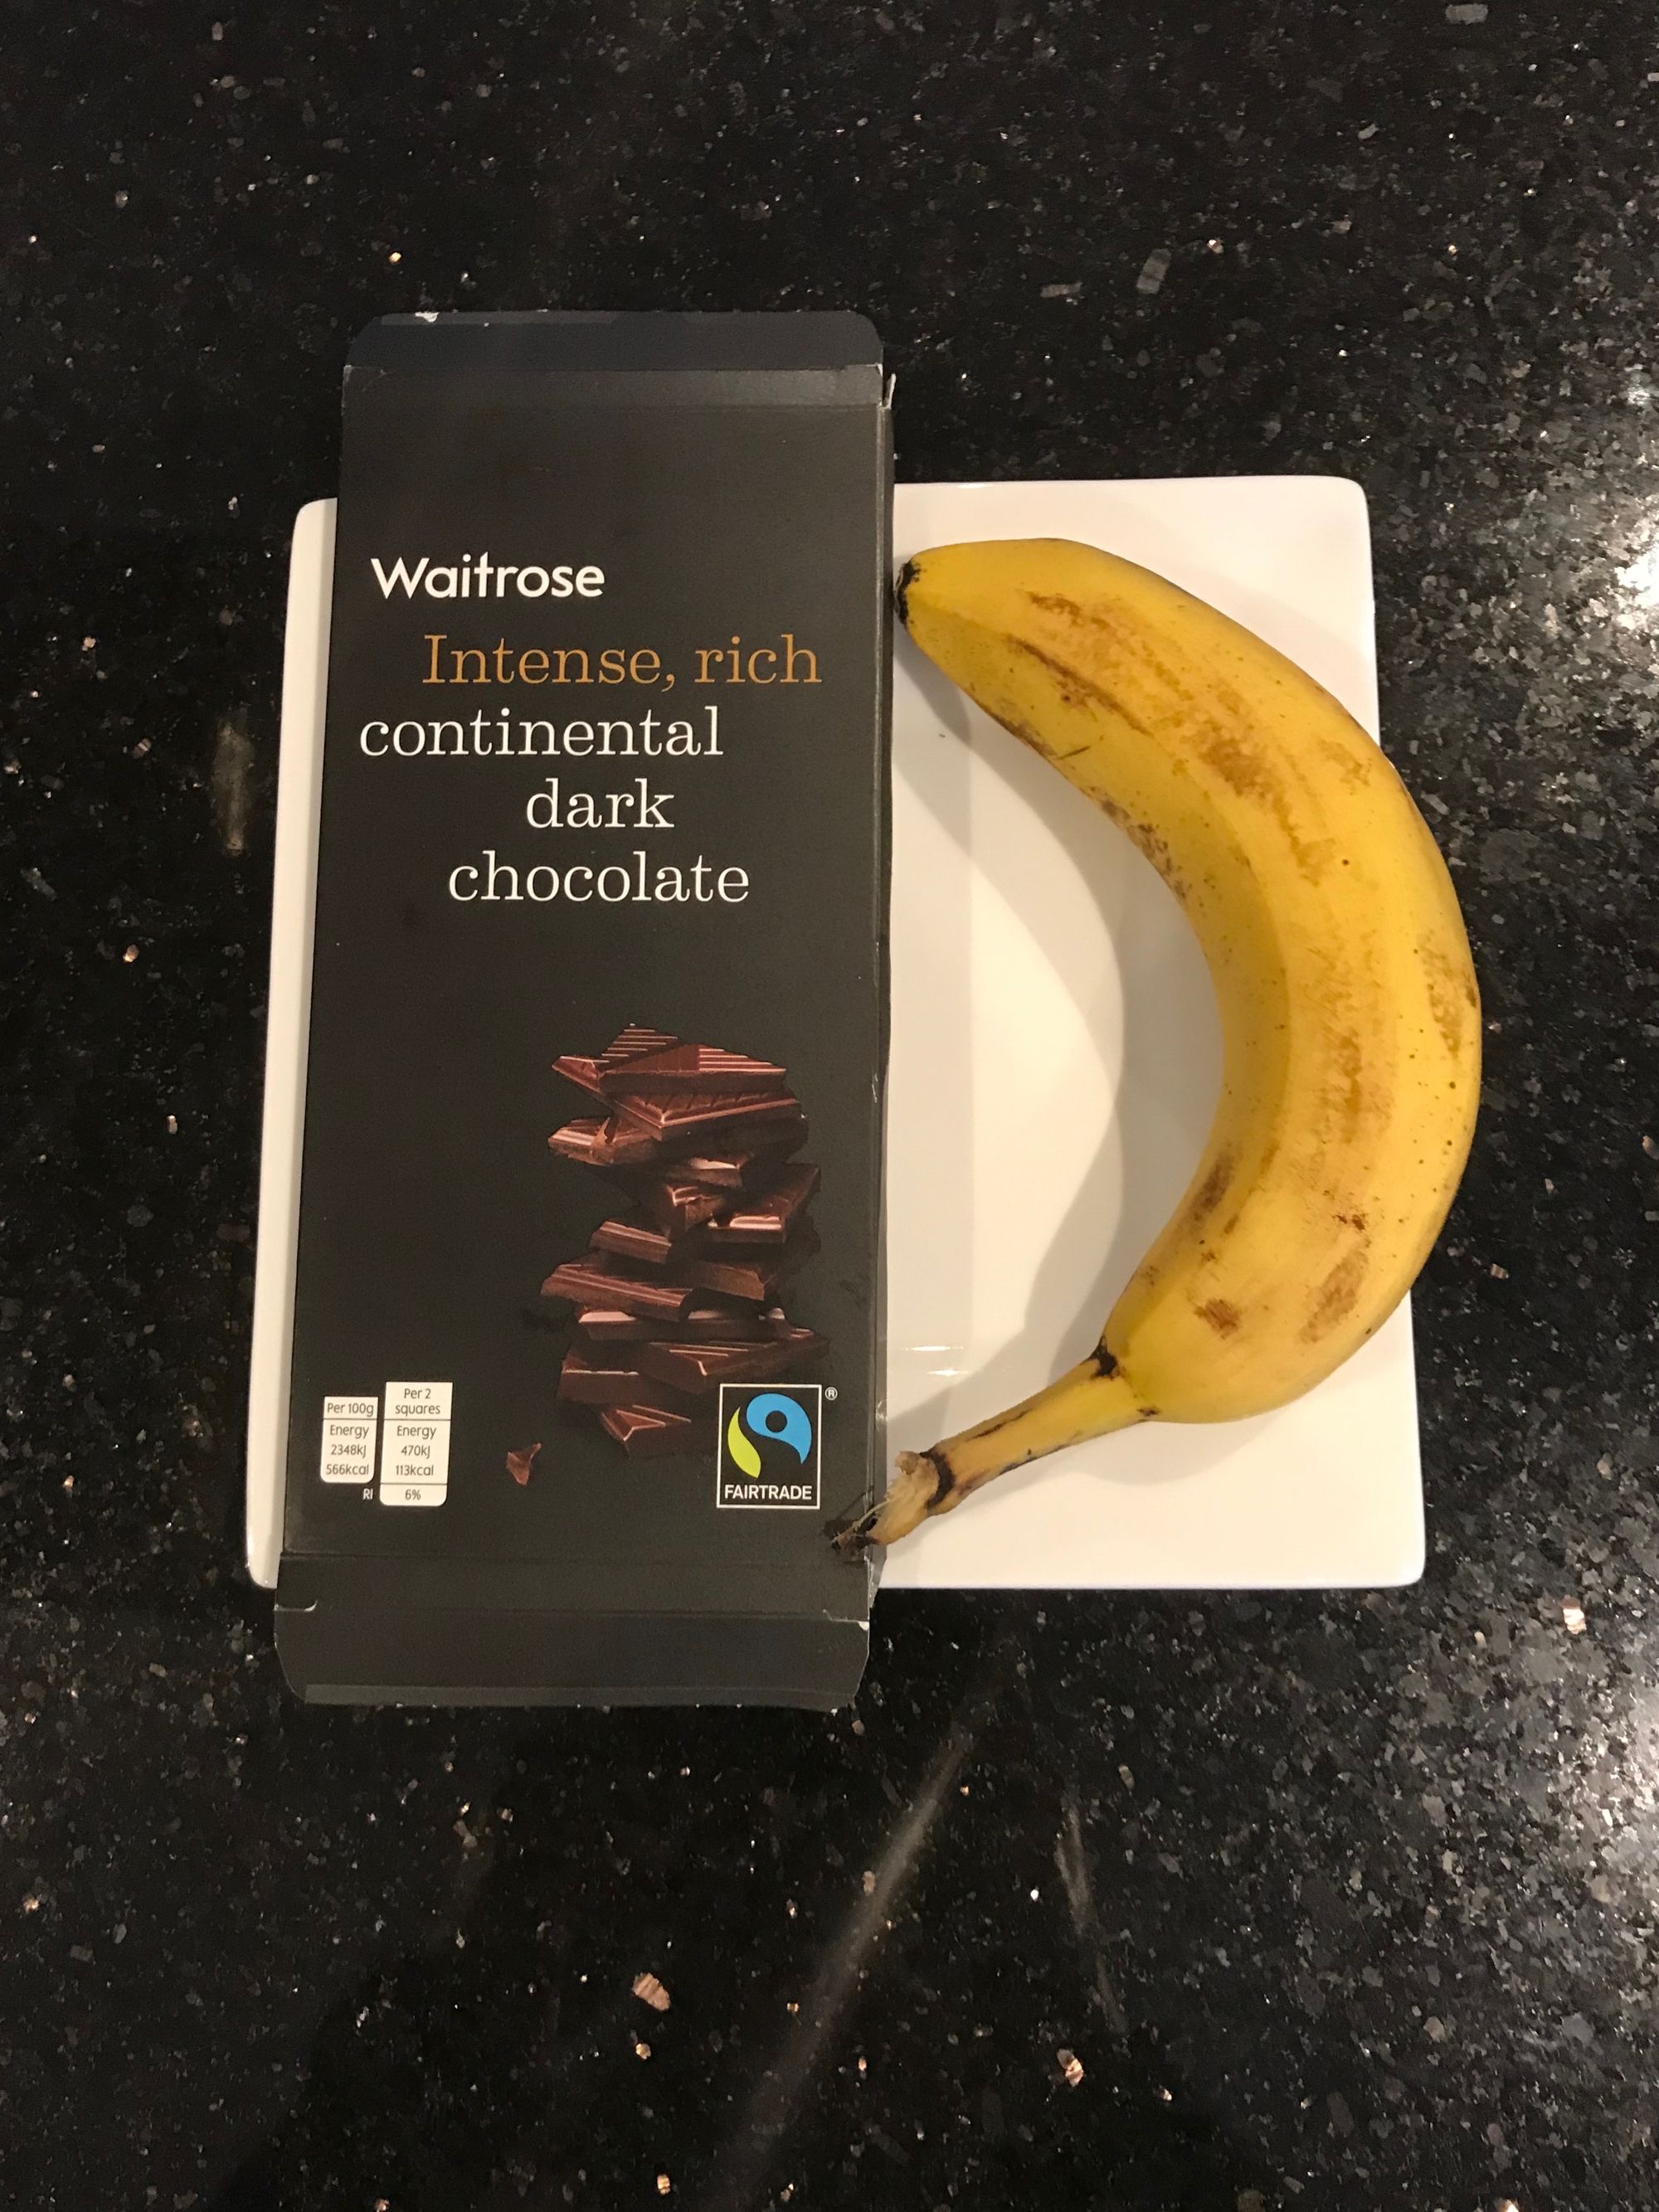 Waitrose
Intense, rich
continental
dark
chocolate
Per 100g
Energy
2348kJ
566kcal
RI
Per 2
squares
Energy
470kJ
113kcal
6%
®
FAIRTRADE